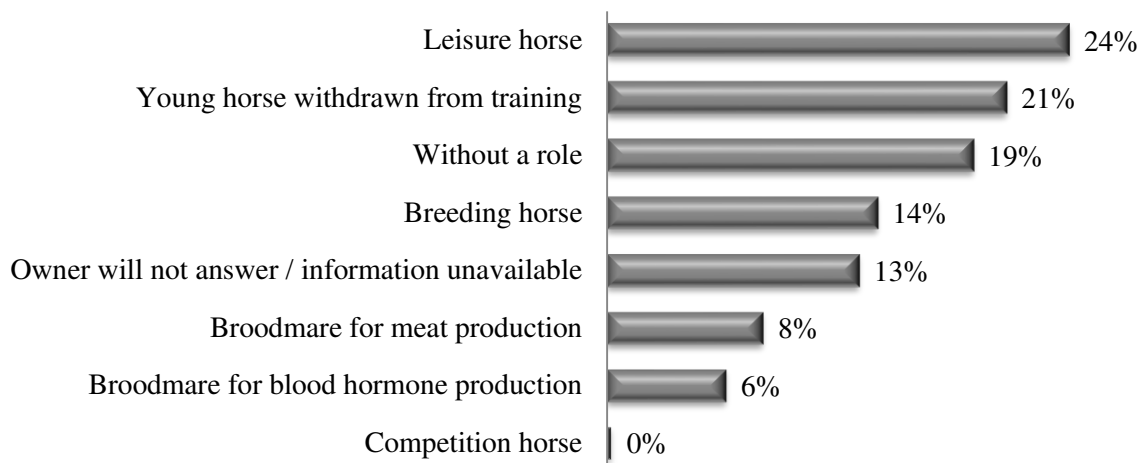 Leisure horse 24%
Young horse withdrawn from training 21%
Without a role 19%
Breeding horse 14%
Owner will not answer / information unavailable 13%
Broodmare for meat production 8%
Broodmare for blood hormone production 6%
Competition horse 0%